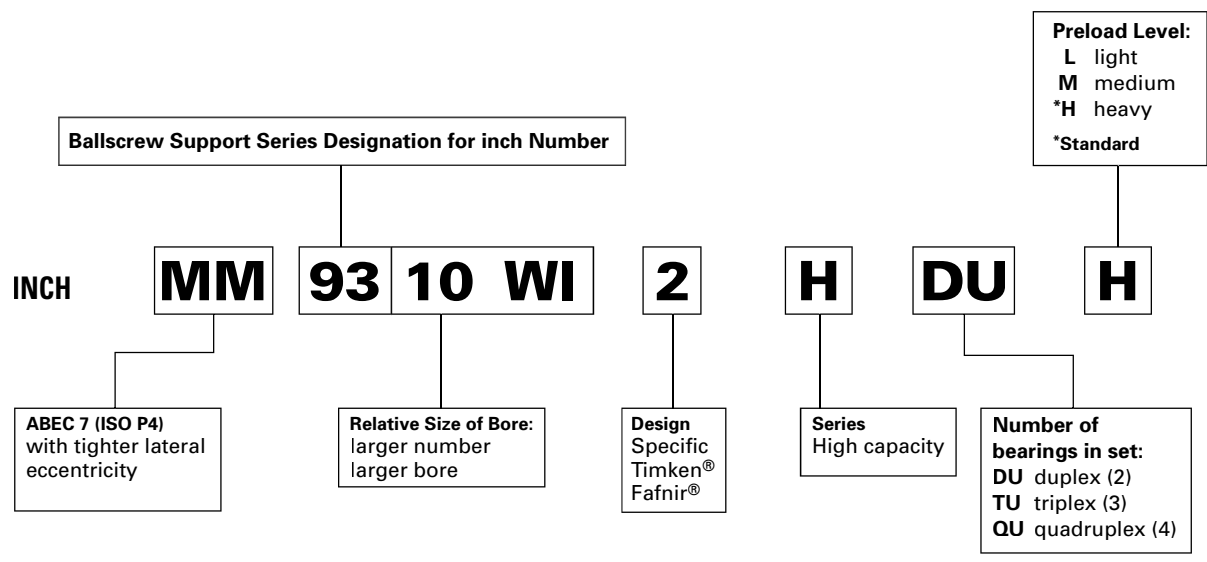 Preload Level:
L light
M medium
*H heavy
*Standard
Ballscrew Support Series Designation for inch Number
INCH MM 93 10 WI 2 H DU H
ABEC 7 (ISO P4)
with tighter lateral
eccentricity
Relative Size of Bore:
larger number
larger bore
Design
Specific
Timken®
Fafnir®
Series
High capacity
Number of
bearings in set:
DU duplex (2)
TU triplex (3)
QU quadruplex (4)